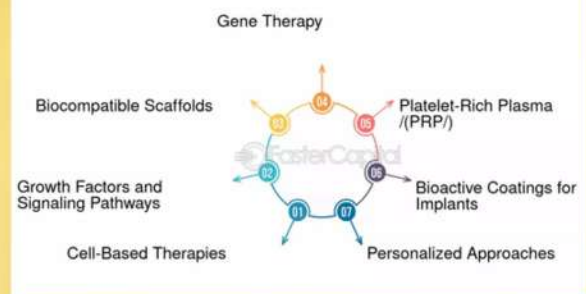 Gene Therapy
Biocompatible Scaffolds
04
03
05
Platelet-Rich Plasma
/(PRP/)
FasterCapital
02
06
Growth Factors and
Signaling Pathways
Bioactive Coatings for
Implants
01
07
Cell-Based Therapies
Personalized Approaches